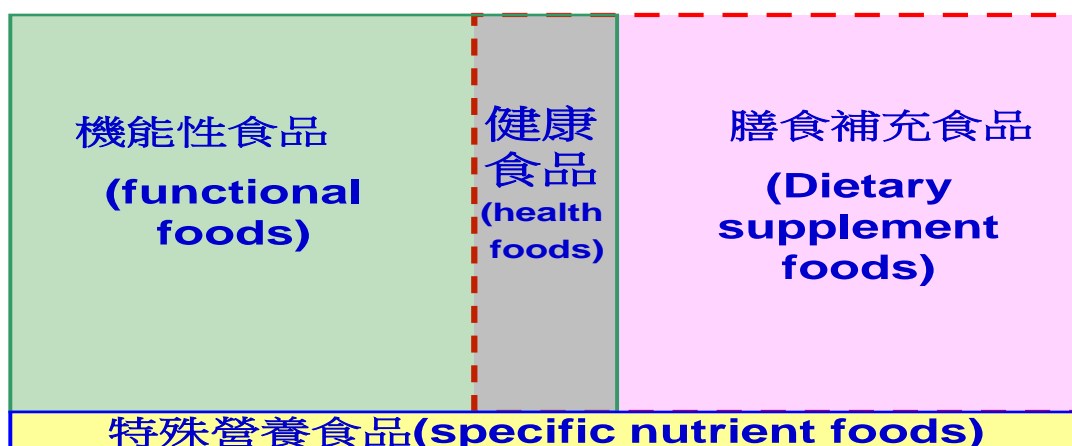 機能性食品
(functional
foods)
健康
食品
(health
foods)
膳食補充食品
(Dietary
supplement
foods)
特殊營養食品(specific nutrient foods)